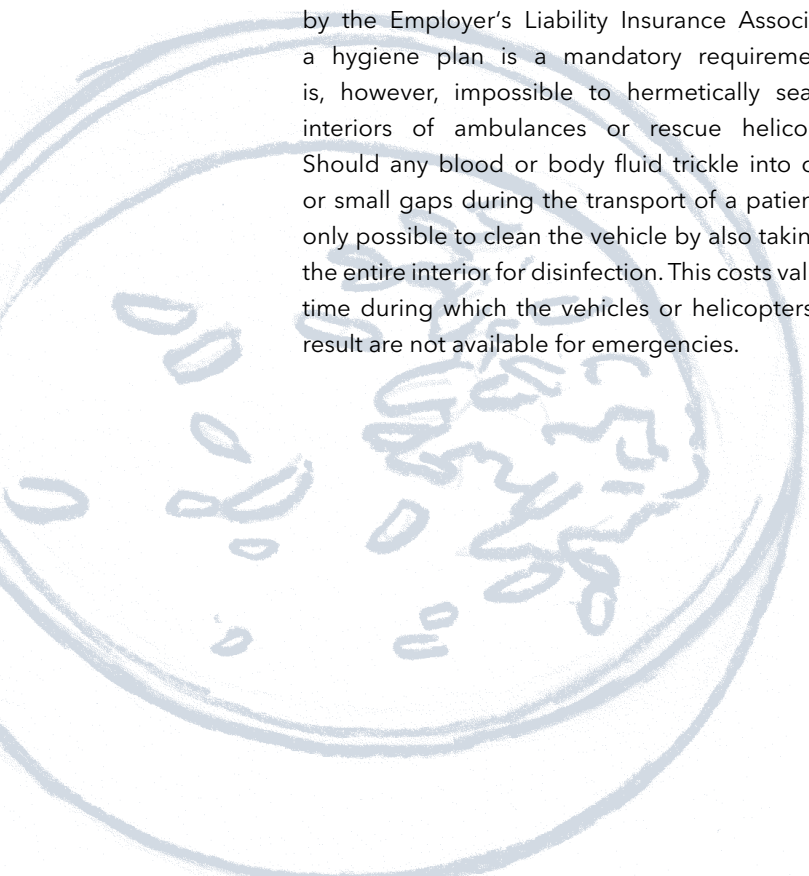 by the Employer’s Liability Insurance Associ
a hygiene plan is a mandatory requireme
is, however, impossible to hermetically sea
interiors of ambulances or rescue helico
Should any blood or body fluid trickle into c
or small gaps during the transport of a patien
only possible to clean the vehicle by also takin
the entire interior for disinfection. This costs val
time during which the vehicles or helicopters
result are not available for emergencies.